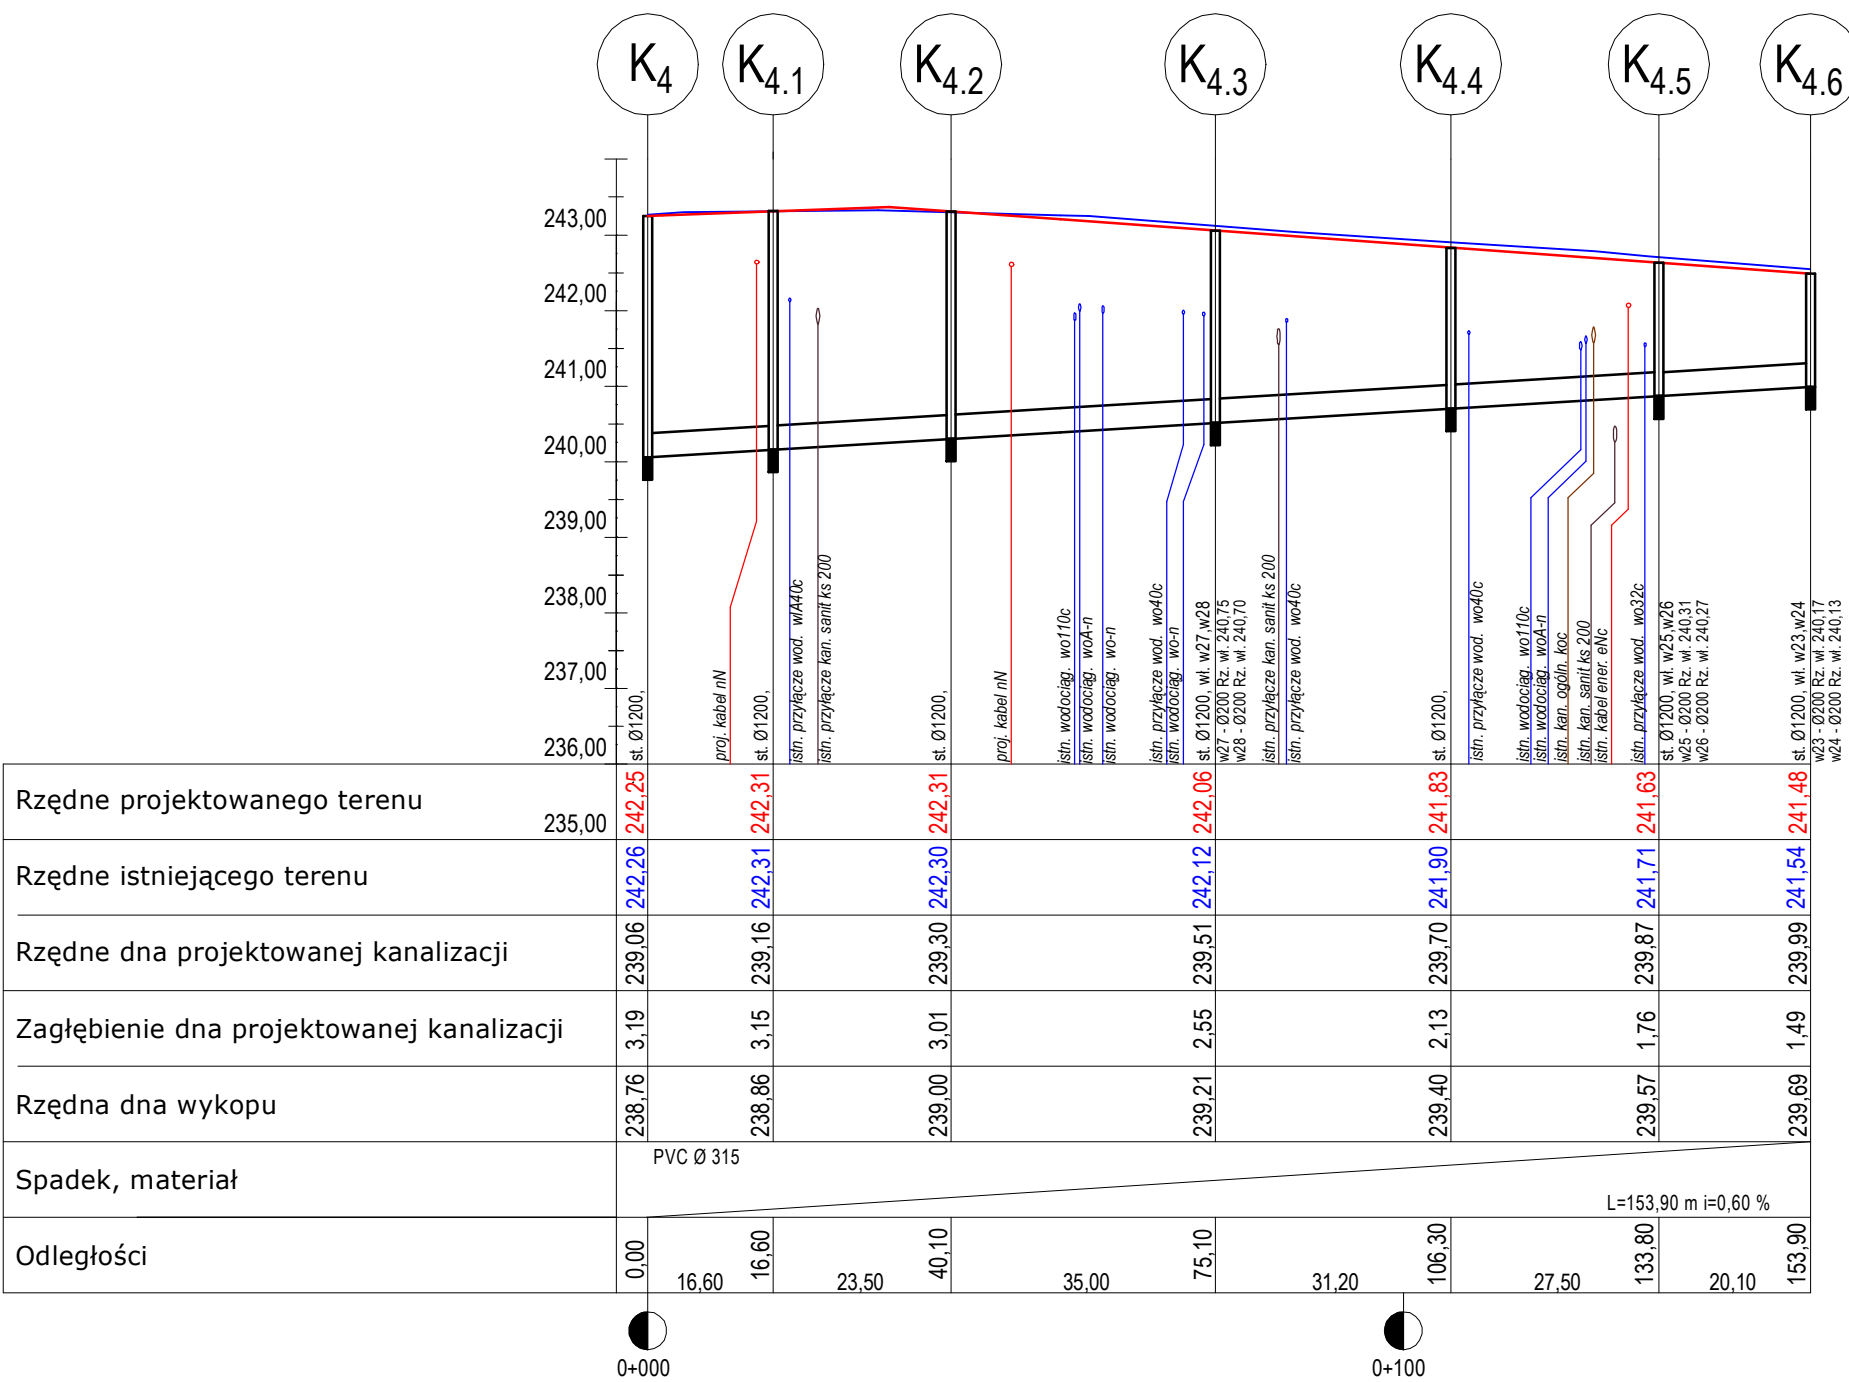 K4 K4.1 K4.2 K4.3 K4.4 K4.5 K4.6
243,00
242,00
241,00
240,00
239,00
238,00
237,00
236,00
235,00
st. Ø1200,
proj. kabel nN
st. Ø1200,
istn. przyłącze wod. wlA40c
istn. przyłącze kan. sanit ks 200
st. Ø1200,
proj. kabel nN
istn. wodociąg. wo110c
istn. wodociąg. woA-n
istn. wodociąg. wo-n
istn. przyłącze wod. wo40c
istn. wodociąg. wo-n
st. Ø1200, wł. w27,w28
w27 - Ø200 Rz. wł. 240,75
w28 - Ø200 Rz. wł. 240,70
istn. przyłącze kan. sanit ks 200
istn. przyłącze wod. wo40c
st. Ø1200,
istn. przyłącze wod. wo40c
istn. wodociąg. wo110c
istn. wodociąg. woA-n
istn. kan. ogóln. koc
istn. kan. sanit ks 200
istn. kabel ener. eNc
istn. przyłącze wod. wo32c
st. Ø1200, wł. w25,w26
w25 - Ø200 Rz. wł. 240,31
w26 - Ø200 Rz. wł. 240,27
st. Ø1200, wł. w23,w24
w23 - Ø200 Rz. wł. 240,17
w24 - Ø200 Rz. wł. 240,13
Rzędne projektowanego terenu 242,25 242,31 242,31 242,06 241,83 241,63 241,48
Rzędne istniejącego terenu 242,26 242,31 242,30 242,12 241,90 241,71 241,54
Rzędne dna projektowanej kanalizacji 239,06 239,16 239,30 239,51 239,70 239,87 239,99
Zagłębienie dna projektowanej kanalizacji 3,19 3,15 3,01 2,55 2,13 1,76 1,49
Rzędna dna wykopu 238,76 238,86 239,00 239,21 239,40 239,57 239,69
Spadek, materiał PVC Ø 315
L=153,90 m i=0,60 %
Odległości 0,00 16,60 40,10 75,10 106,30 133,80 153,90
16,60 23,50 35,00 31,20 27,50 20,10
0+000 0+100